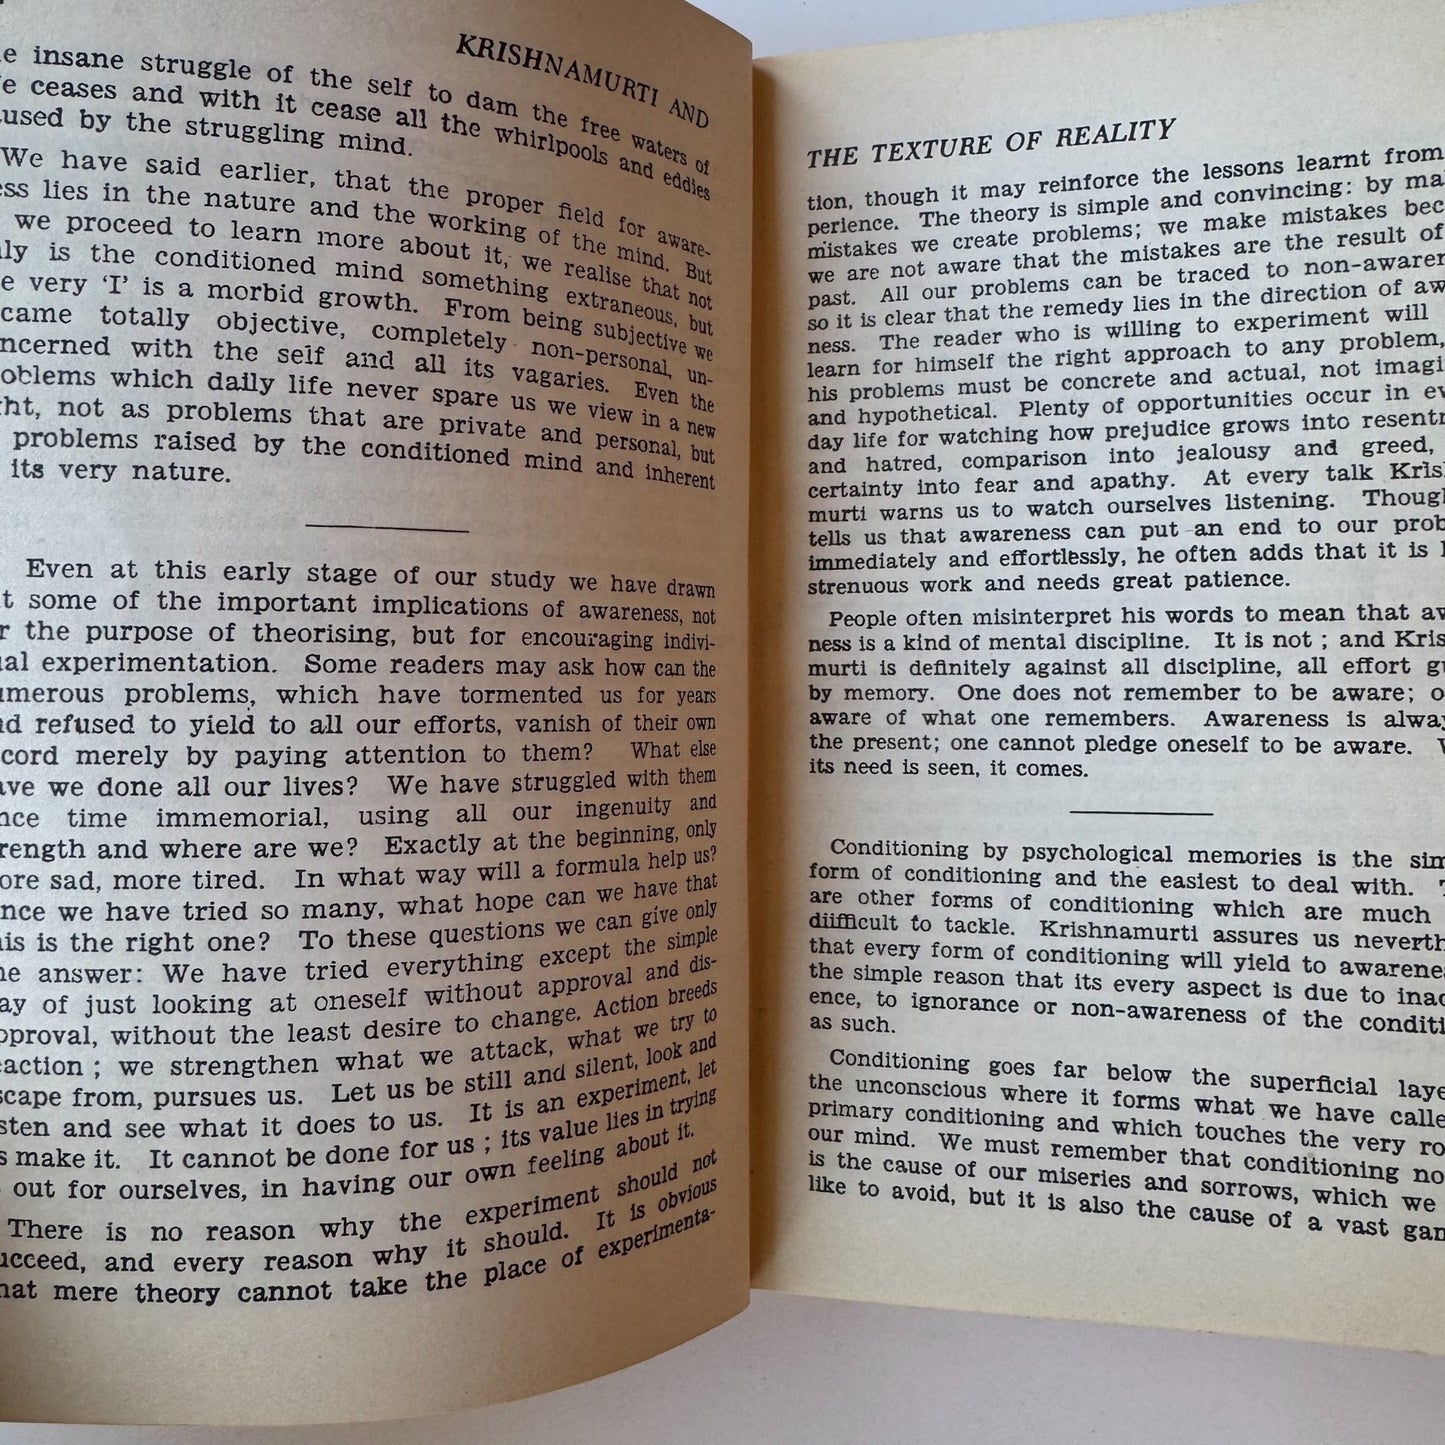 KRISHNAMURTI AND
e insane struggle of the self to dam the free waters of
e ceases and with it cease all the whirlpools and eddies
used by the struggling mind.
We have said earlier, that the proper field for aware-
ess lies in the nature and the working of the mind. But
we proceed to learn more about it, we realise that not
ly is the conditioned mind something extraneous, but
e very 'I' is a morbid growth. From being subjective we
came totally objective, completely non-personal, un-
ncerned with the self and all its vagaries. Even the
oblems which daily life never spare us we view in a new
ht, not as problems that are private and personal, but
problems raised by the conditioned mind and inherent
its very nature.
Even at this early stage of our study we have drawn
t some of the important implications of awareness, not
r the purpose of theorising, but for encouraging indivi-
ual experimentation. Some readers may ask how can the
umerous problems, which have tormented us for years
nd refused to yield to all our efforts, vanish of their own
cord merely by paying attention to them? What else
ave we done all our lives? We have struggled with them
nce time immemorial, using all our ingenuity and
rength and where are we? Exactly at the beginning, only
ore sad, more tired. In what way will a formula help us?
nce we have tried so many, what hope can we have that
his is the right one? To these questions we can give only
ne answer: We have tried everything except the simple
ay of just looking at oneself without approval and dis-
pproval, without the least desire to change. Action breeds
eaction ; we strengthen what we attack, what we try to
scape from, pursues us. Let us be still and silent, look and
sten and see what it does to us. It is an experiment, let
s make it. It cannot be done for us ; its value lies in trying
out for ourselves, in having our own feeling about it.
There is no reason why the experiment should not
ucceed, and every reason why it should. It is obvious
hat mere theory cannot take the place of experimenta-
THE TEXTURE OF REALITY
tion, though it may reinforce the lessons learnt from
perience. The theory is simple and convincing: by mak
mistakes we create problems; we make mistakes bec
we are not aware that the mistakes are the result of
past. All our problems can be traced to non-awaren
so it is clear that the remedy lies in the direction of aw
ness. The reader who is willing to experiment will
learn for himself the right approach to any problem,
his problems must be concrete and actual, not imagi
and hypothetical. Plenty of opportunities occur in ev
day life for watching how prejudice grows into resentm
and hatred, comparison into jealousy and greed,
certainty into fear and apathy. At every talk Krish
murti warns us to watch ourselves listening. Though
tells us that awareness can put an end to our prob
immediately and effortlessly, he often adds that it is h
strenuous work and needs great patience.
People often misinterpret his words to mean that aw
ness is a kind of mental discipline. It is not ; and Kris
murti is definitely against all discipline, all effort gu
by memory. One does not remember to be aware; o
aware of what one remembers. Awareness is alway
the present; one cannot pledge oneself to be aware. W
its need is seen, it comes.
Conditioning by psychological memories is the sim
form of conditioning and the easiest to deal with. T
are other forms of conditioning which are much
diifficult to tackle. Krishnamurti assures us neverth
that every form of conditioning will yield to awarene
the simple reason that its every aspect is due to inad
ence, to ignorance or non-awareness of the conditi
as such.
Conditioning goes far below the superficial laye
the unconscious where it forms what we have calle
primary conditioning and which touches the very ro
our mind. We must remember that conditioning no
is the cause of our miseries and sorrows, which we
like to avoid, but it is also the cause of a vast gam